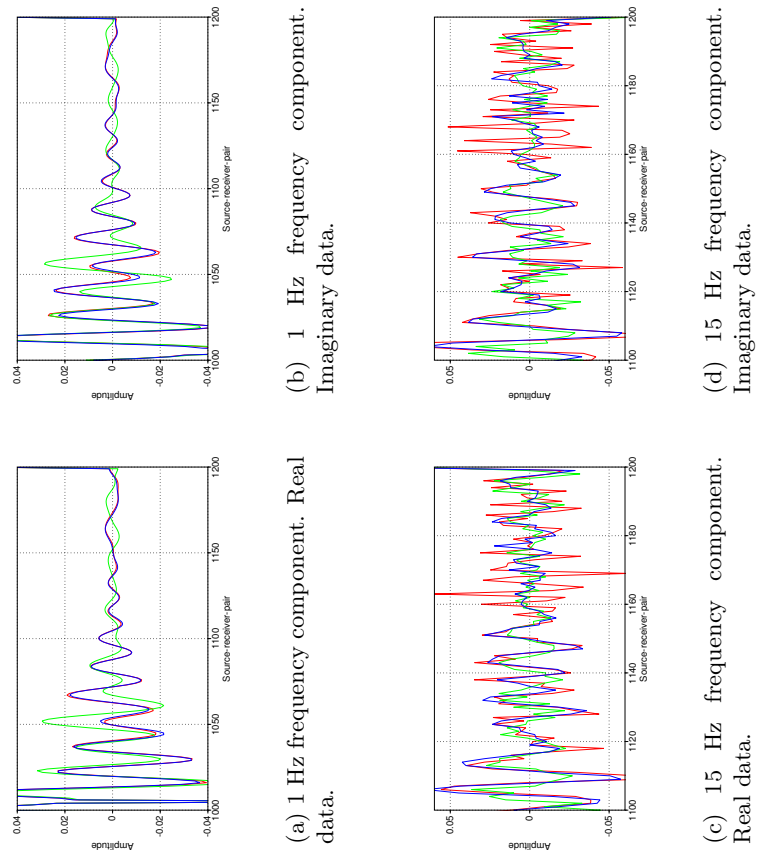 Amplitude
0.04
0.02
0
-0.02
-0.04
1000 1050 1100 1150 1200
Source-receiver-pair
(a) 1 Hz frequency component. Real
data.
Amplitude
0.04
0.02
0
-0.02
-0.04
1000 1050 1100 1150 1200
Source-receiver-pair
(b) 1 Hz frequency component.
Imaginary data.
Amplitude
0.05
0
-0.05
1100 1120 1140 1160 1180 1200
Source-receiver-pair
(c) 15 Hz frequency component.
Real data.
Amplitude
0.05
0
-0.05
1100 1120 1140 1160 1180 1200
Source-receiver-pair
(d) 15 Hz frequency component.
Imaginary data.